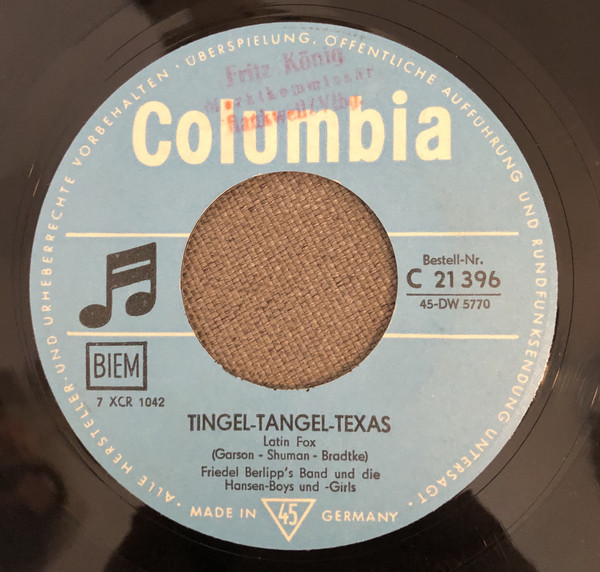 · ALLE HERSTELLER- UND URHEBERRECHTE VORBEHALTEN · ÜBERSPIELUNG, ÖFFENTLICHE AUFFÜHRUNG UND RUNDFUNKSENDUNG UNTERSAGT ·
Fritz König
Columbia
Bestell-Nr.
C 21 396
45-DW 5770
BIEM
7 XCR 1042
TINGEL-TANGEL-TEXAS
Latin Fox
(Garson - Shuman - Bradtke)
Friedel Berlipp's Band und die
Hansen-Boys und -Girls
MADE IN 45 GERMANY